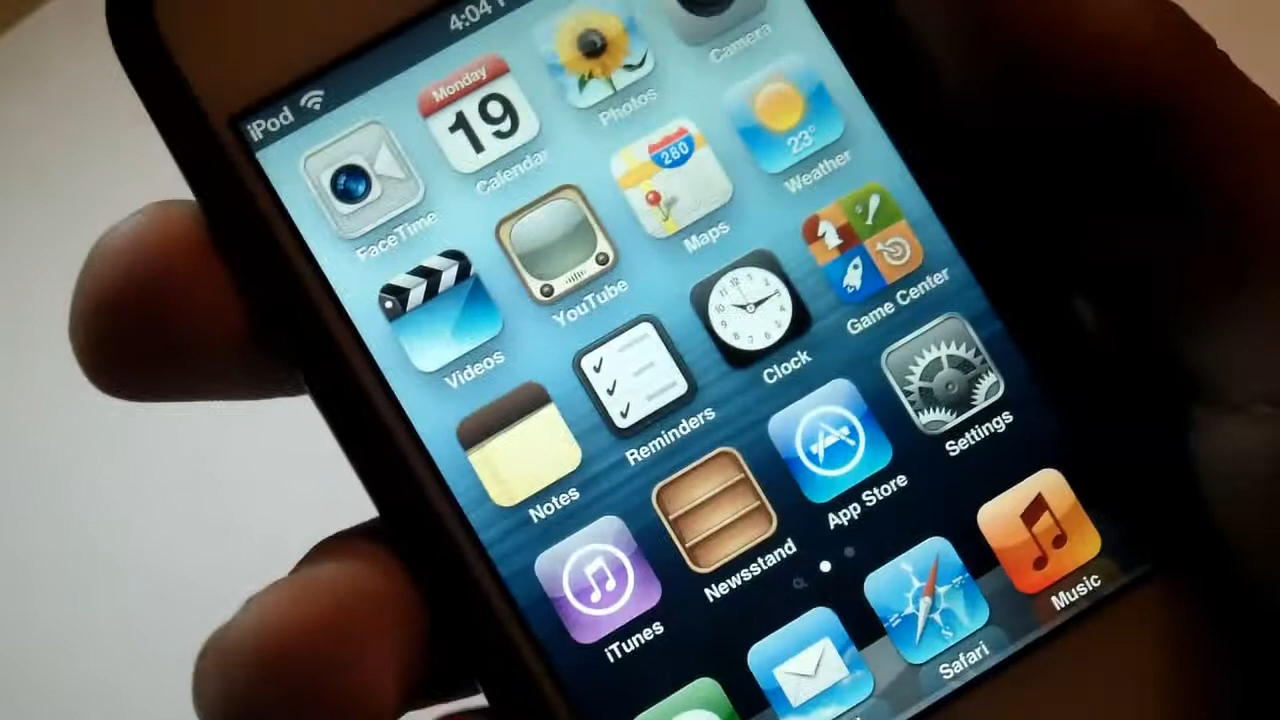 iPod 4:04
Monday
19
280
23°
FaceTime Calendar Photos Camera
Videos YouTube Maps Weather
Notes Reminders Clock Game Center
iTunes Newsstand App Store Settings
Safari Music